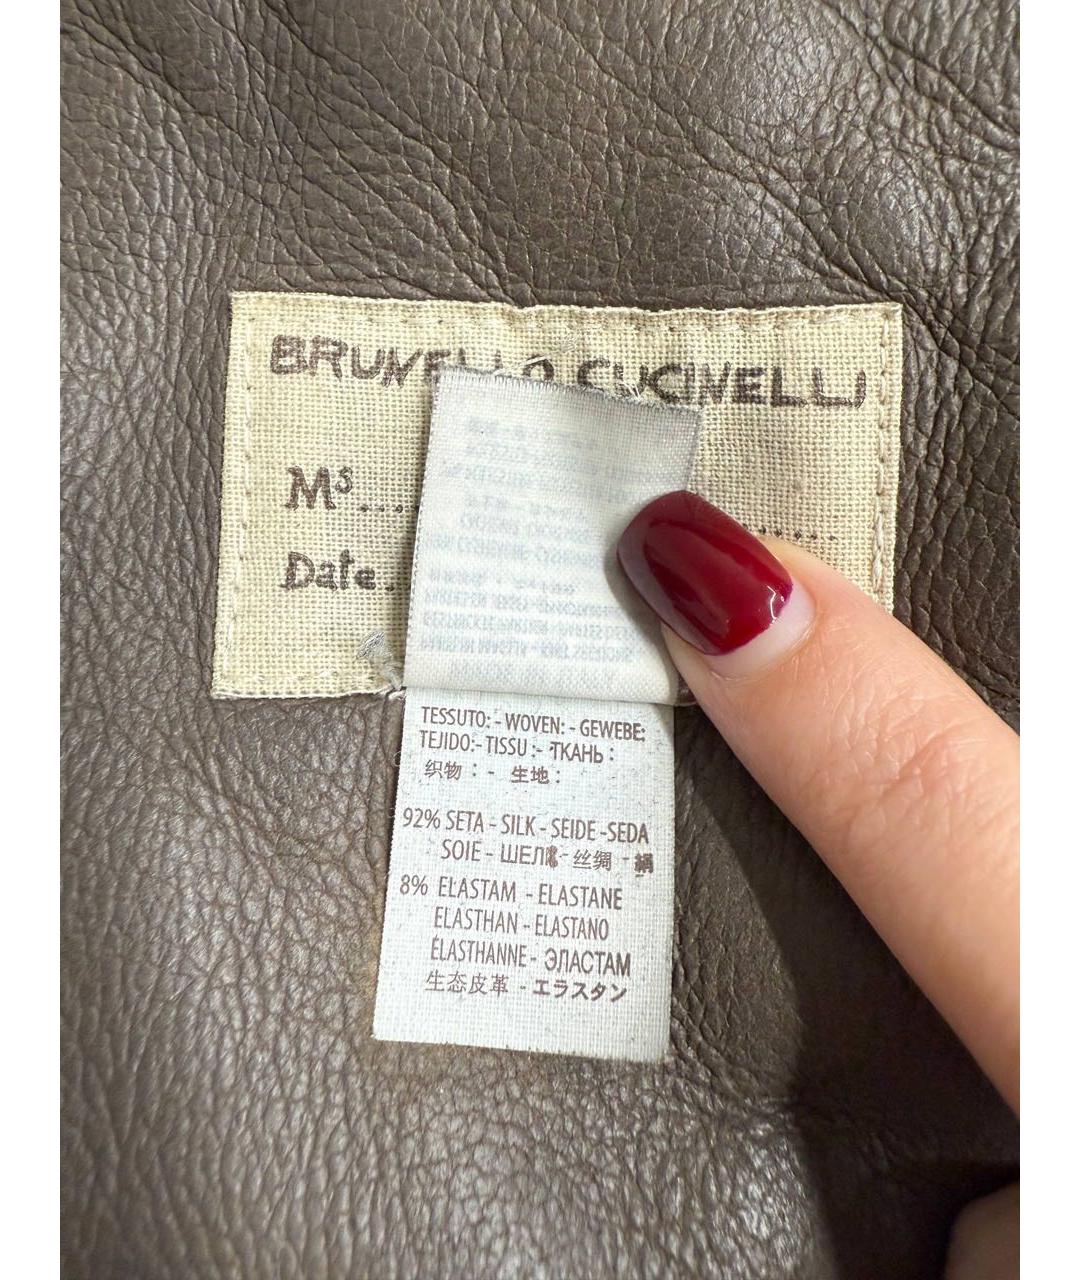 BRUNELLO CUCINELLI
Ms....
Date.
TESSUTO: - WOVEN: - GEWEBE:
TEJIDO: - TISSU : - ТКАНЬ :
织物 : - 生地 :
92% SETA - SILK - SEIDE -SEDA
SOIE - ШЕЛК - 丝绸 - 絹
8% ELASTAM - ELASTANE
ELASTHAN - ELASTANO
ÉLASTHANNE - ЭЛАСТАМ
生态皮革 - エラスタン